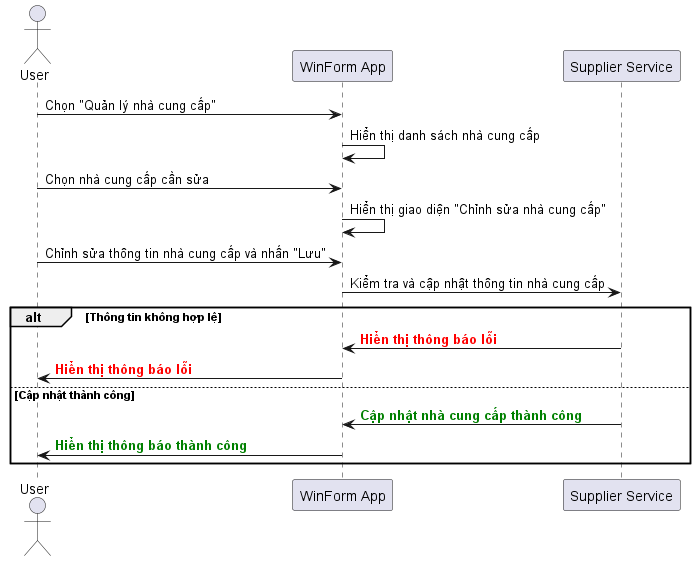 User
WinForm App
Supplier Service
Chọn "Quản lý nhà cung cấp"
Hiển thị danh sách nhà cung cấp
Chọn nhà cung cấp cần sửa
Hiển thị giao diện "Chỉnh sửa nhà cung cấp"
Chỉnh sửa thông tin nhà cung cấp và nhấn "Lưu"
Kiểm tra và cập nhật thông tin nhà cung cấp
alt
[Thông tin không hợp lệ]
Hiển thị thông báo lỗi
Hiển thị thông báo lỗi
[Cập nhật thành công]
Cập nhật nhà cung cấp thành công
Hiển thị thông báo thành công
User
WinForm App
Supplier Service